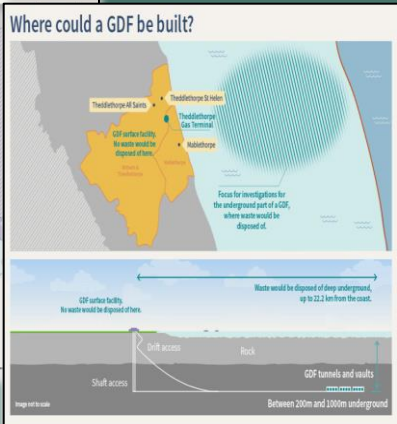 Where could a GDF be built?
Theddlethorpe All Saints
Theddlethorpe St Helen
Theddlethorpe
Gas Terminal
GDF surface facility.
No waste would be
disposed of here.
Mablethorpe
Withern &
Theddlethorpe
Mablethorpe
Focus for investigations for
the underground part of a GDF,
where waste would be
disposed of.
GDF surface facility.
No waste would be disposed of here.
Waste would be disposed of deep underground,
up to 22.2 km from the coast.
Drift access
Rock
Shaft access
GDF tunnels and vaults
Image not to scale
Between 200m and 1000m underground